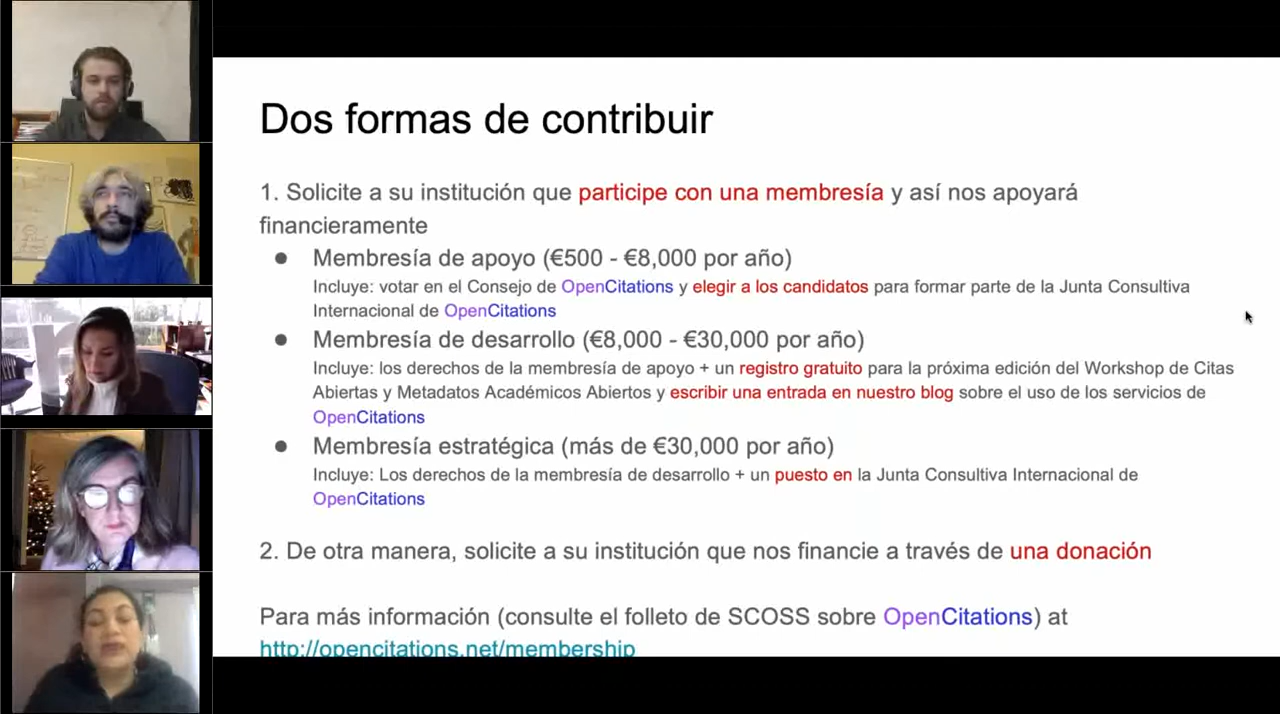 Dos formas de contribuir
1. Solicite a su institución que participe con una membresía y así nos apoyará
financieramente
● Membresía de apoyo (€500 - €8,000 por año)
Incluye: votar en el Consejo de OpenCitations y elegir a los candidatos para formar parte de la Junta Consultiva
Internacional de OpenCitations
● Membresía de desarrollo (€8,000 - €30,000 por año)
Incluye: los derechos de la membresía de apoyo + un registro gratuito para la próxima edición del Workshop de Citas
Abiertas y Metadatos Académicos Abiertos y escribir una entrada en nuestro blog sobre el uso de los servicios de
OpenCitations
● Membresía estratégica (más de €30,000 por año)
Incluye: Los derechos de la membresía de desarrollo + un puesto en la Junta Consultiva Internacional de
OpenCitations
2. De otra manera, solicite a su institución que nos financie a través de una donación
Para más información (consulte el folleto de SCOSS sobre OpenCitations) at
http://opencitations.net/membership